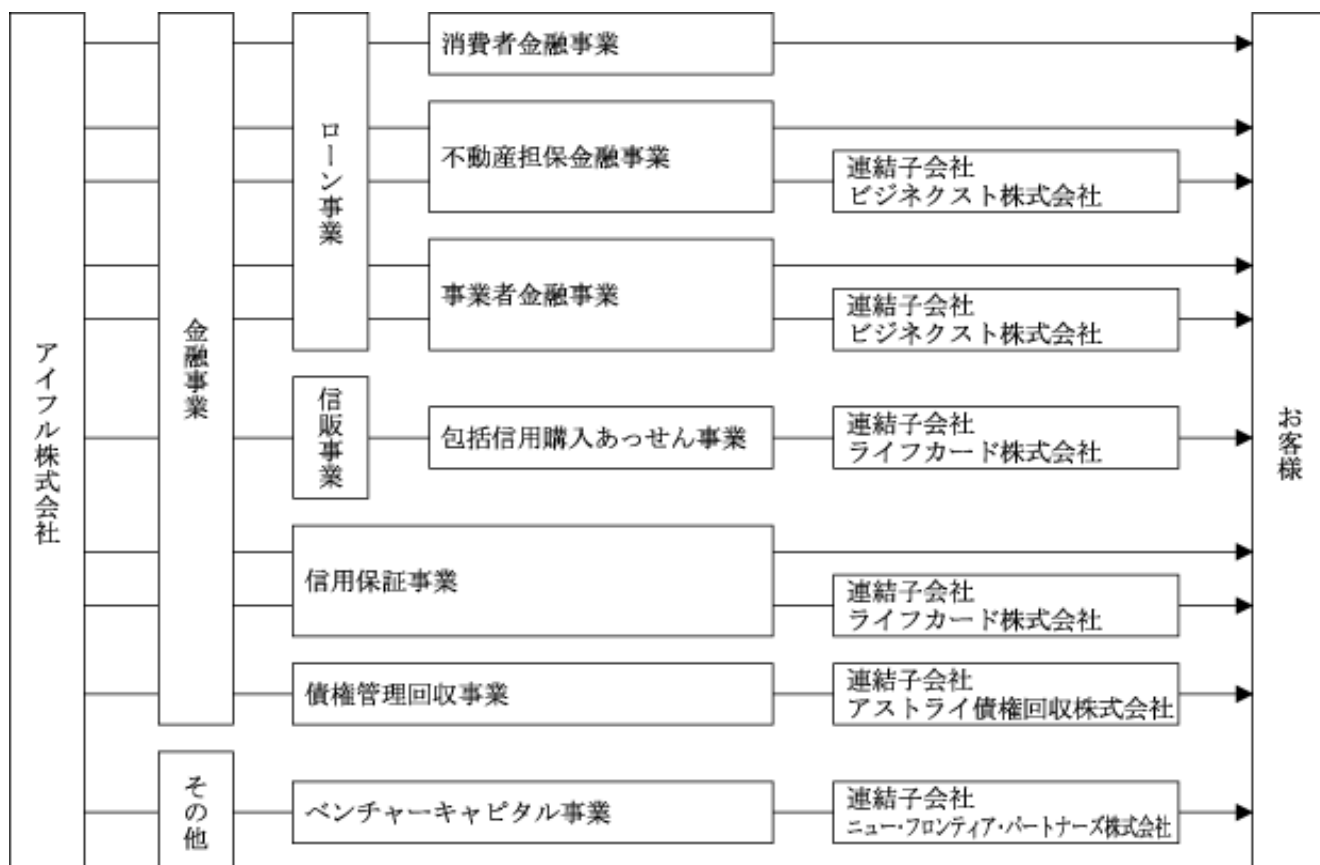 アイフル株式会社
金融事業
ローン事業
消費者金融事業
不動産担保金融事業
連結子会社
ビジネクスト株式会社
事業者金融事業
連結子会社
ビジネクスト株式会社
信販事業
包括信用購入あっせん事業
連結子会社
ライフカード株式会社
信用保証事業
連結子会社
ライフカード株式会社
債権管理回収事業
連結子会社
アストライ債権回収株式会社
その他
ベンチャーキャピタル事業
連結子会社
ニュー・フロンティア・パートナーズ株式会社
お客様